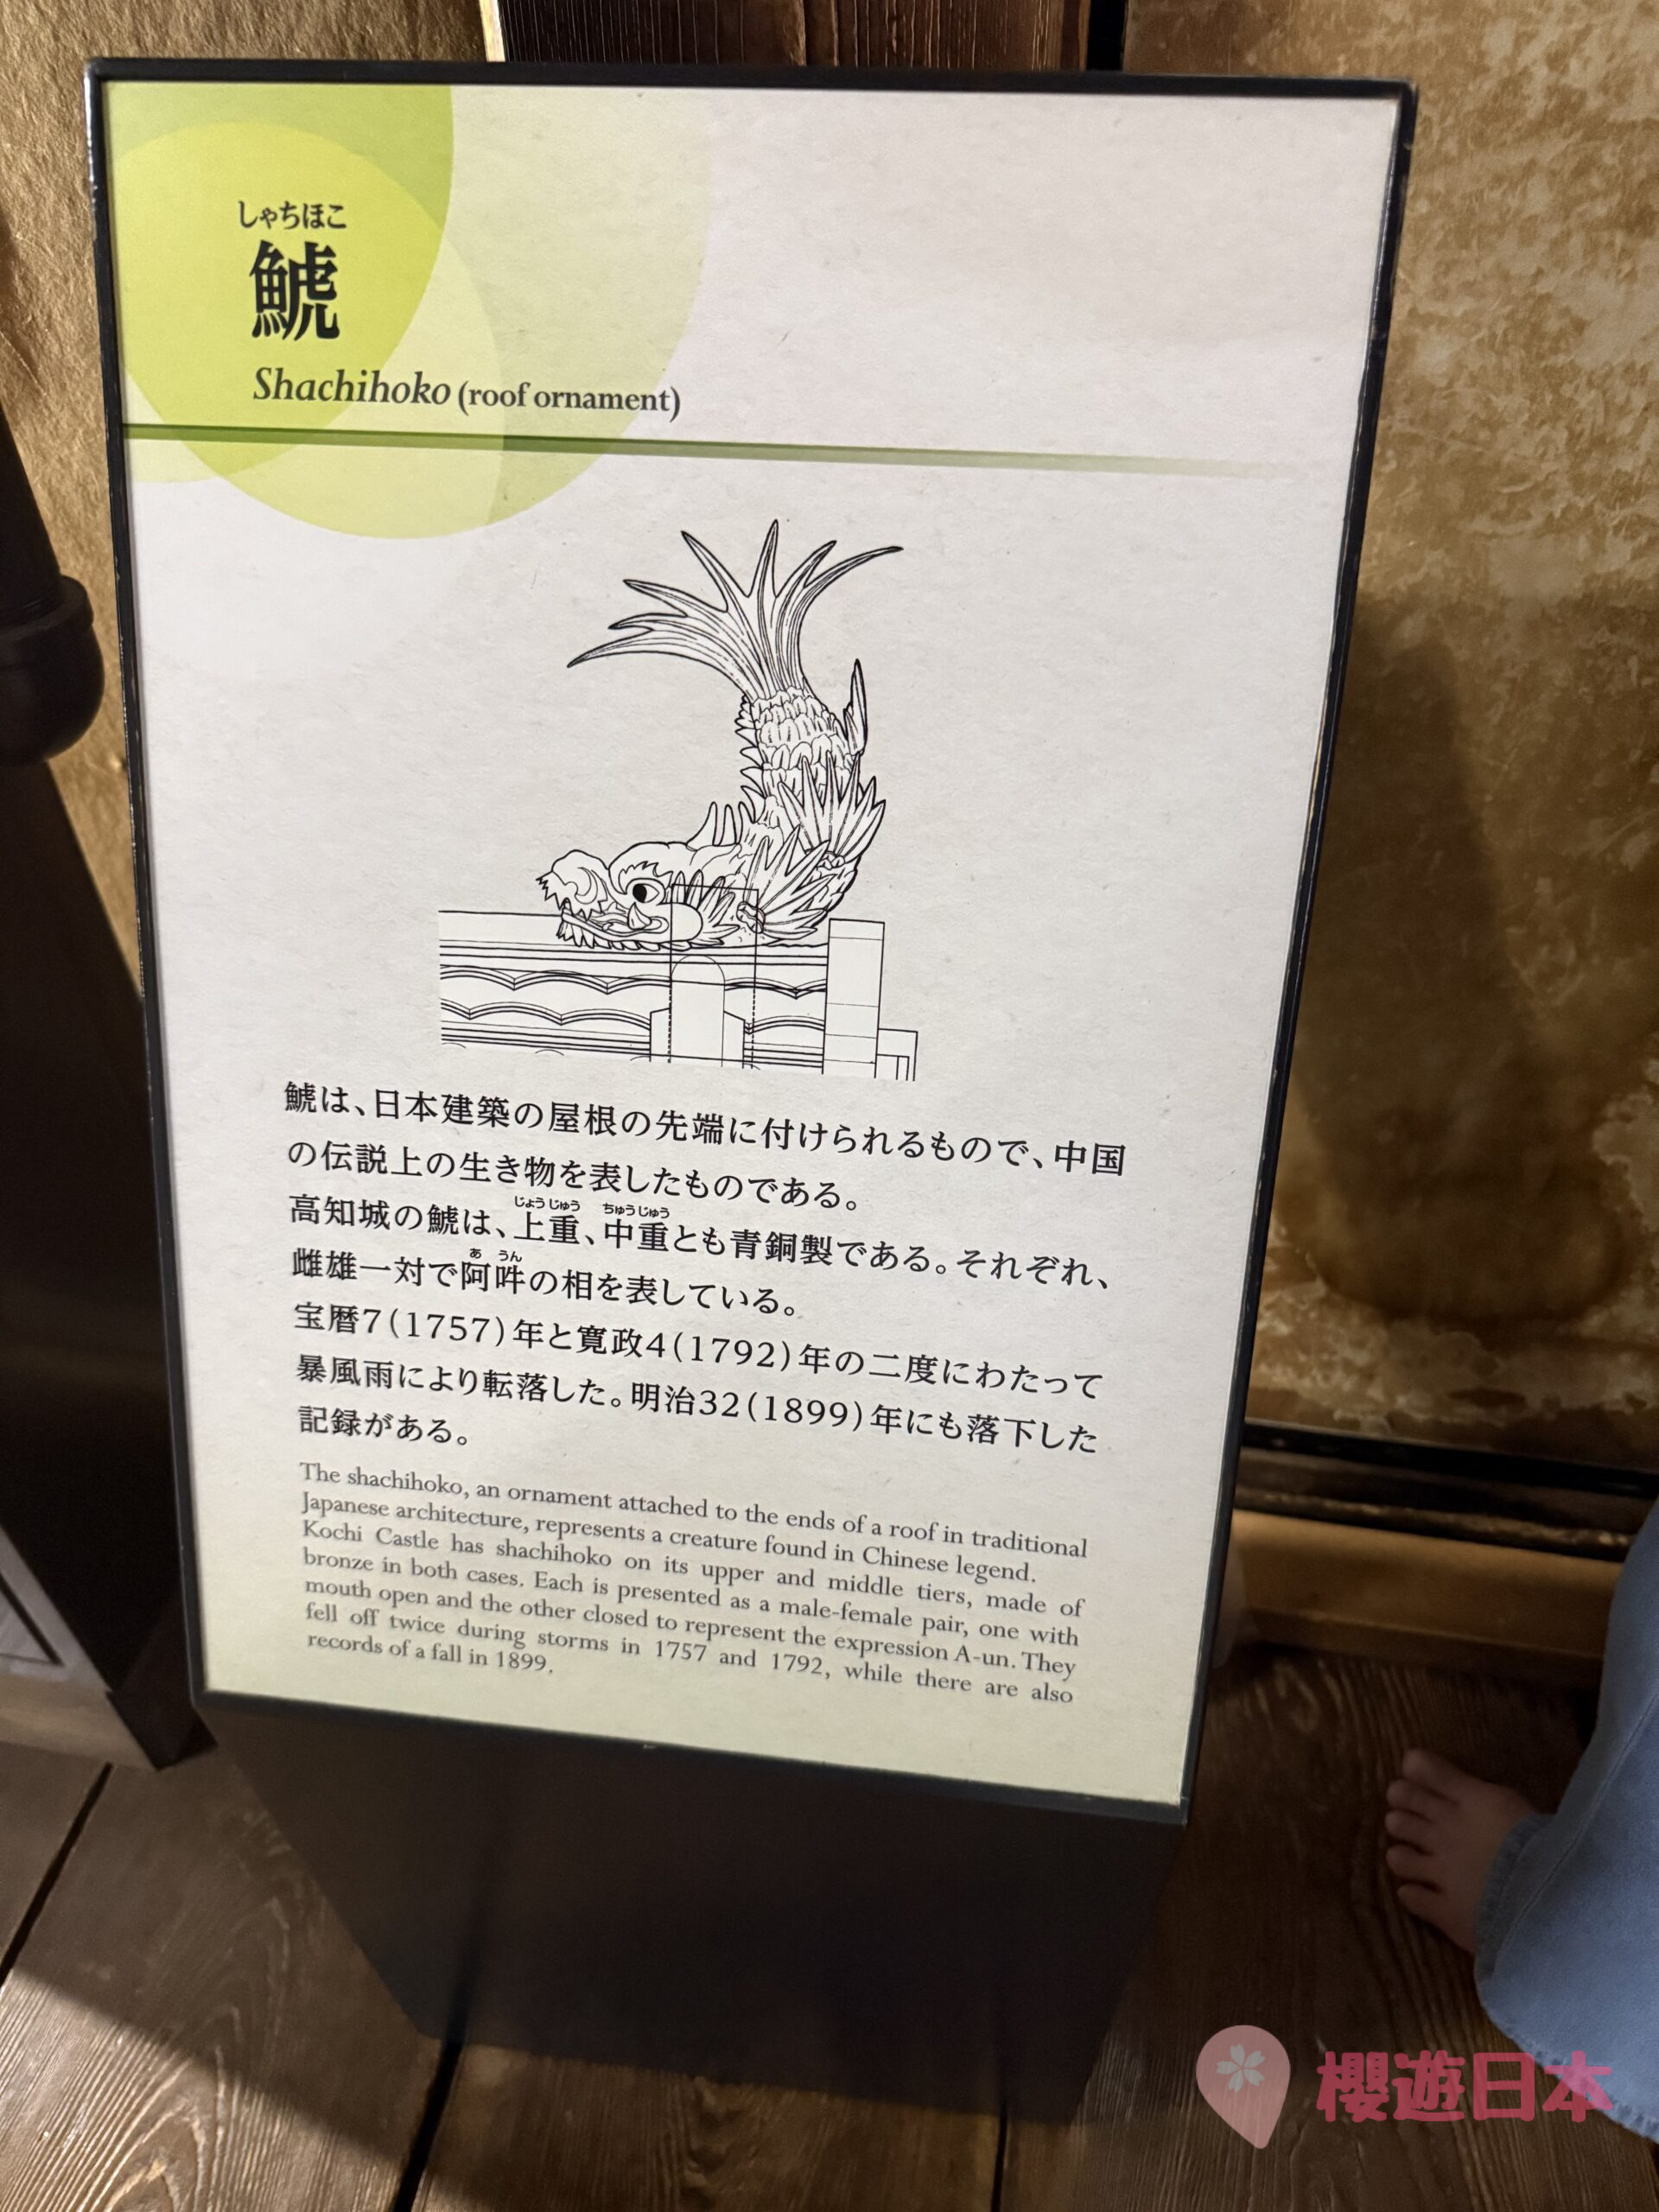 しゃちほこ
鯱
Shachihoko (roof ornament)
鯱は、日本建築の屋根の先端に付けられるもので、中国
の伝説上の生き物を表したものである。
じょうじゅう ちゅうじゅう
高知城の鯱は、上重、中重とも青銅製である。それぞれ、
あ うん
雌雄一対で阿吽の相を表している。
宝暦7(1757)年と寛政4(1792)年の二度にわたって
暴風雨により転落した。明治32(1899)年にも落下した
記録がある。
The shachihoko, an ornament attached to the ends of a roof in traditional
Japanese architecture, represents a creature found in Chinese legend.
Kochi Castle has shachihoko on its upper and middle tiers, made of
bronze in both cases. Each is presented as a male-female pair, one with
mouth open and the other closed to represent the expression A-un. They
fell off twice during storms in 1757 and 1792, while there are also
records of a fall in 1899.
櫻遊日本